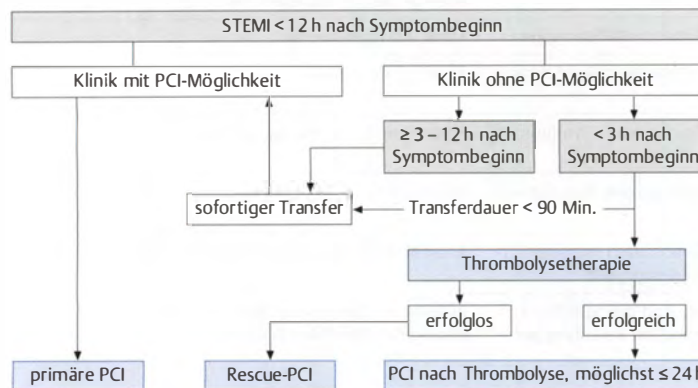 STEMI < 12 h nach Symptombeginn
Klinik mit PCI-Möglichkeit
Klinik ohne PCI-Möglichkeit
≥ 3 – 12 h nach
Symptombeginn
< 3 h nach
Symptombeginn
sofortiger Transfer
Transferdauer < 90 Min.
Thrombolysetherapie
erfolglos
erfolgreich
primäre PCI
Rescue-PCI
PCI nach Thrombolyse, möglichst ≤ 24